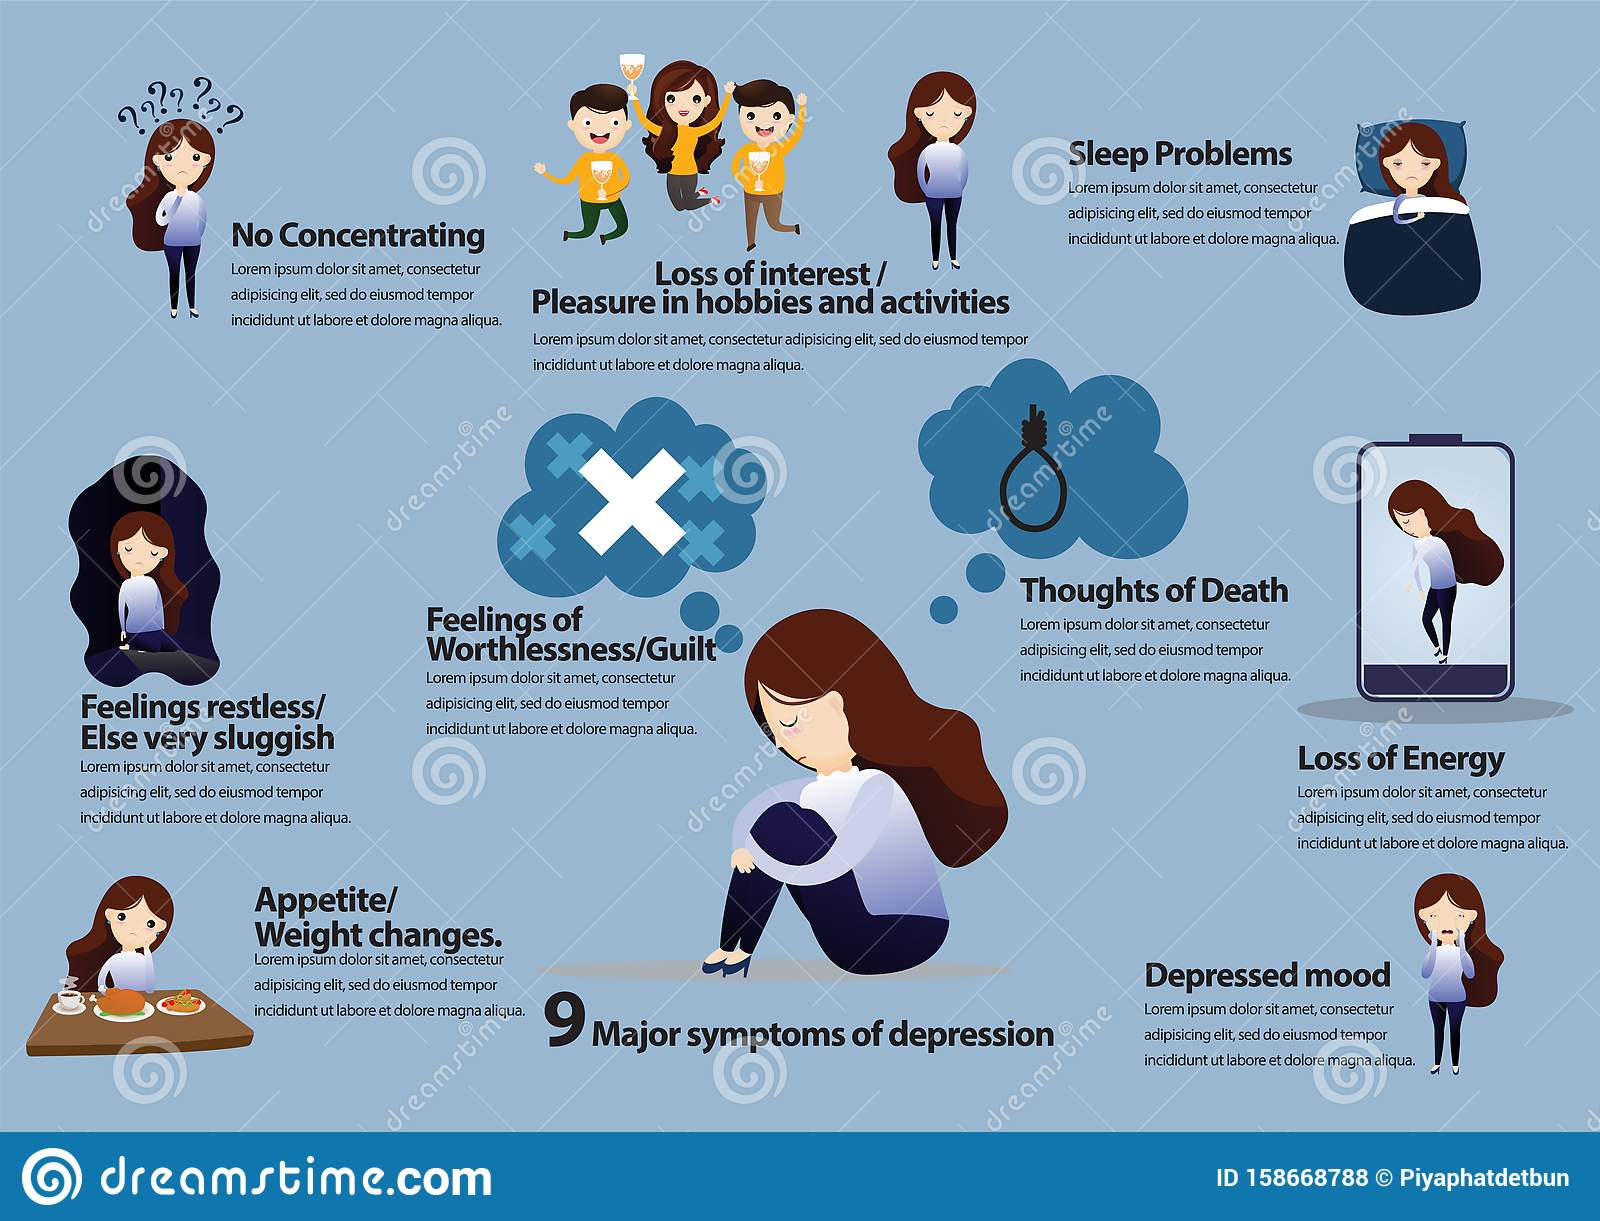 No Concentrating
Lorem ipsum dolor sit amet, consectetur
adipisicing elit, sed do eiusmod tempor
incididunt ut labore et dolore magna aliqua.
Loss of interest /
Pleasure in hobbies and activities
Lorem ipsum dolor sit amet, consectetur adipisicing elit, sed do eiusmod tempor
incididunt ut labore et dolore magna aliqua.
Sleep Problems
Lorem ipsum dolor sit amet, consectetur
adipisicing elit, sed do eiusmod tempor
incididunt ut labore et dolore magna aliqua.
Feelings restless/
Else very sluggish
Lorem ipsum dolor sit amet, consectetur
adipisicing elit, sed do eiusmod tempor
incididunt ut labore et dolore magna aliqua.
Feelings of
Worthlessness/Guilt
Lorem ipsum dolor sit amet, consectetur
adipisicing elit, sed do eiusmod tempor
incididunt ut labore et dolore magna aliqua.
Thoughts of Death
Lorem ipsum dolor sit amet, consectetur
adipisicing elit, sed do eiusmod tempor
incididunt ut labore et dolore magna aliqua.
Loss of Energy
Lorem ipsum dolor sit amet, consectetur
adipisicing elit, sed do eiusmod tempor
incididunt ut labore et dolore magna aliqua.
Appetite/
Weight changes.
Lorem ipsum dolor sit amet, consectetur
adipisicing elit, sed do eiusmod tempor
incididunt ut labore et dolore magna aliqua.
9 Major symptoms of depression
Depressed mood
Lorem ipsum dolor sit amet, consectetur
adipisicing elit, sed do eiusmod tempor
incididunt ut labore et dolore magna aliqua.
dreamstime.com
ID 158668788 © Piyaphatdetbun